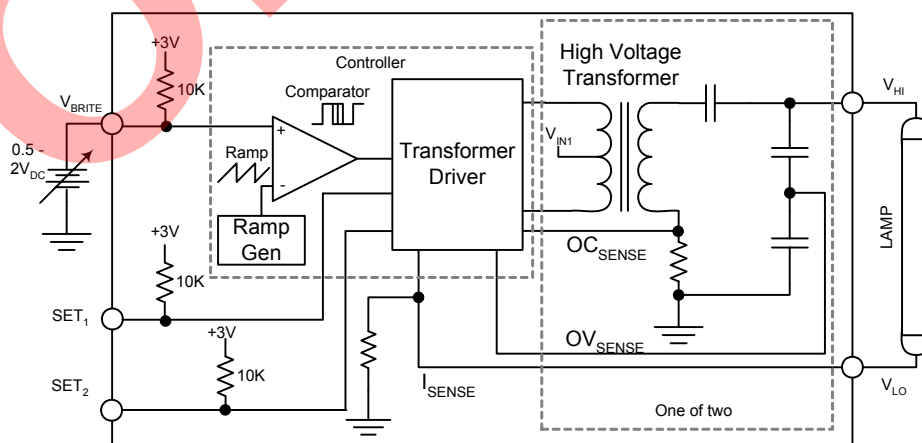 +3V
10K
V_BRITE
0.5 -
2V_DC
Controller
Comparator
+
Ramp
-
Ramp
Gen
Transformer
Driver
High Voltage
Transformer
V_IN1
V_HI
LAMP
OC_SENSE
+3V
10K
SET_1
OV_SENSE
+3V
10K
SET_2
I_SENSE
V_LO
One of two